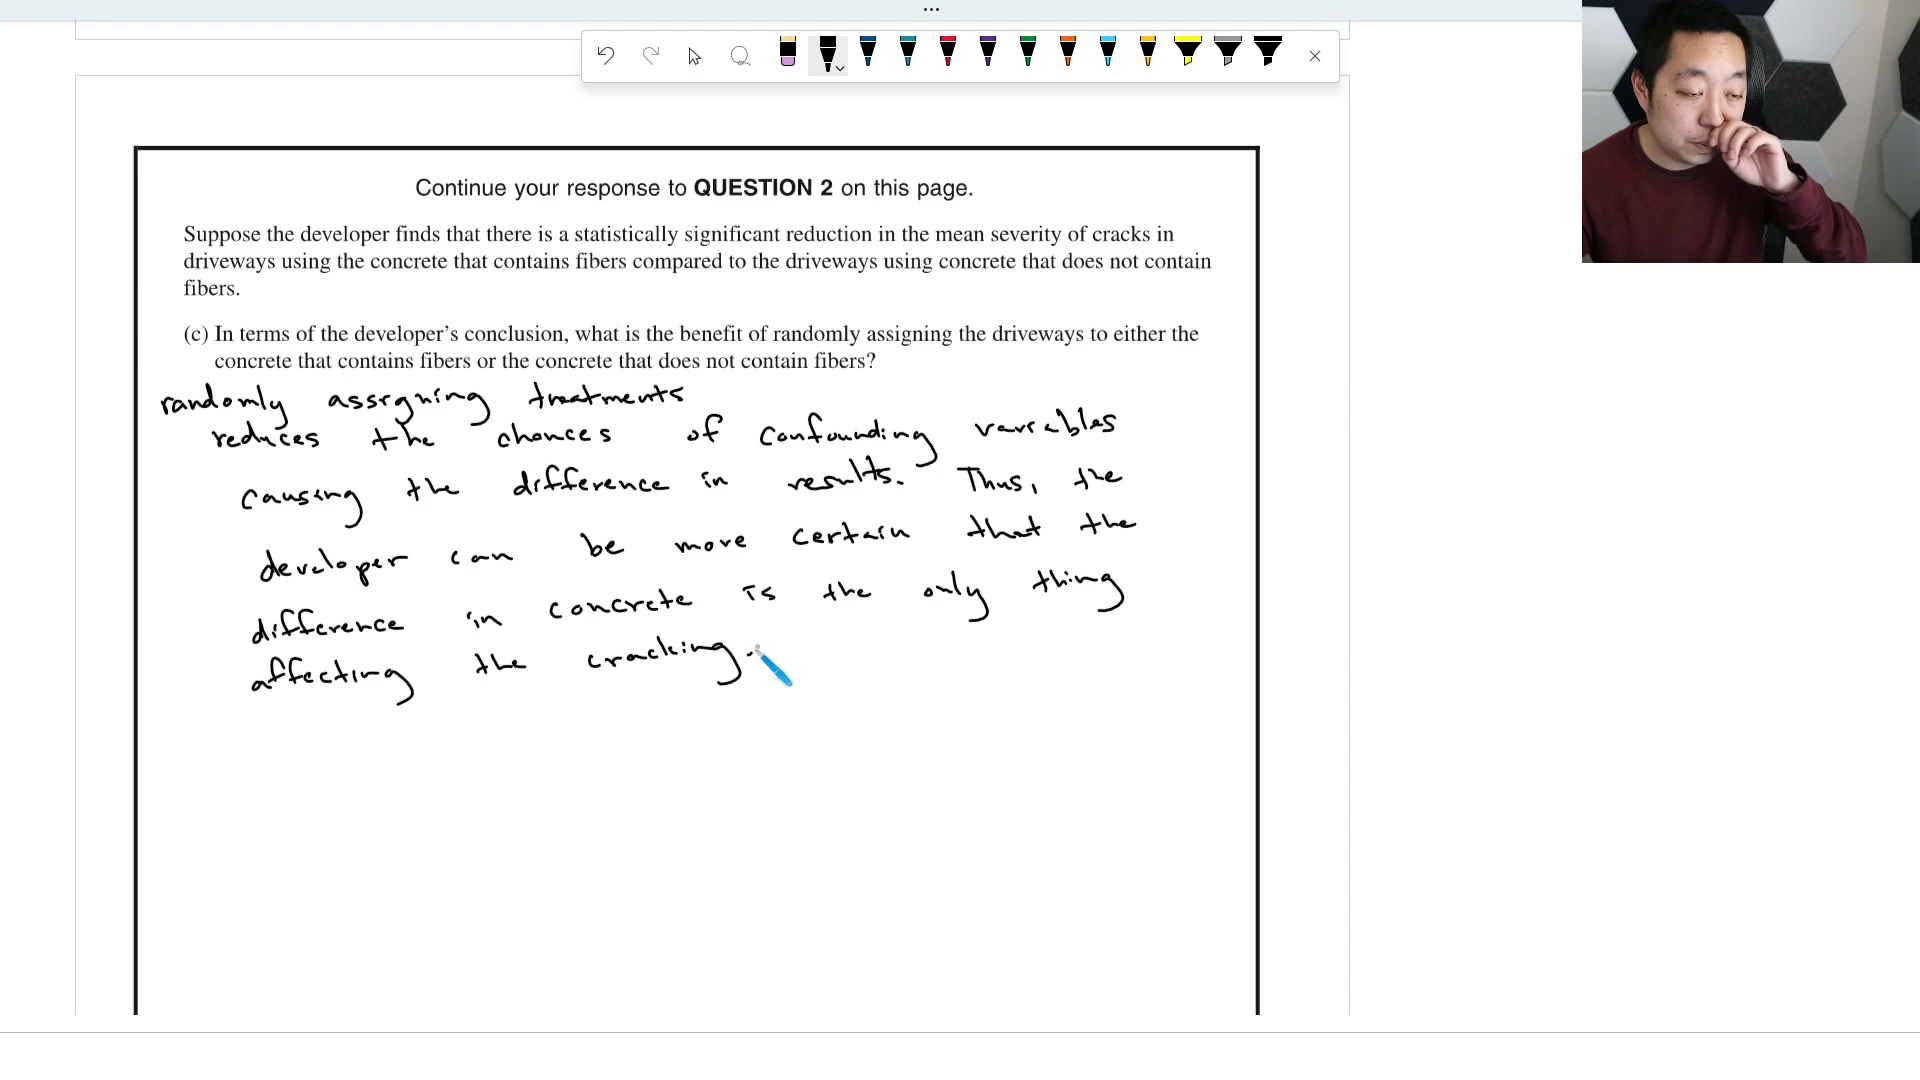 Continue your response to QUESTION 2 on this page.
Suppose the developer finds that there is a statistically significant reduction in the mean severity of cracks in
driveways using the concrete that contains fibers compared to the driveways using concrete that does not contain
fibers.
(c) In terms of the developer's conclusion, what is the benefit of randomly assigning the driveways to either the
concrete that contains fibers or the concrete that does not contain fibers?
randomly assigning treatments
reduces the chances of confounding variables
causing the difference in results. Thus, the
developer can be more certain that the
difference in concrete is the only thing
affecting the cracking.